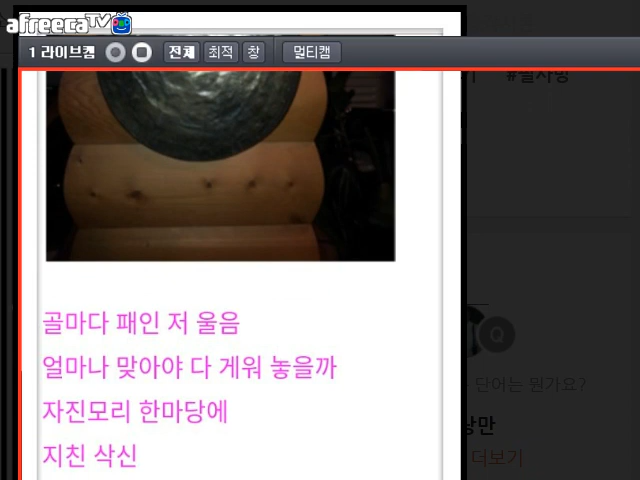 afreecaTV
1 라이브캠 전체 최적 창 멀티캠
골마다 패인 저 울음
얼마나 맞아야 다 게워 놓을까
자진모리 한마당에
지친 삭신
Q
단어는 뭔가요?
더보기